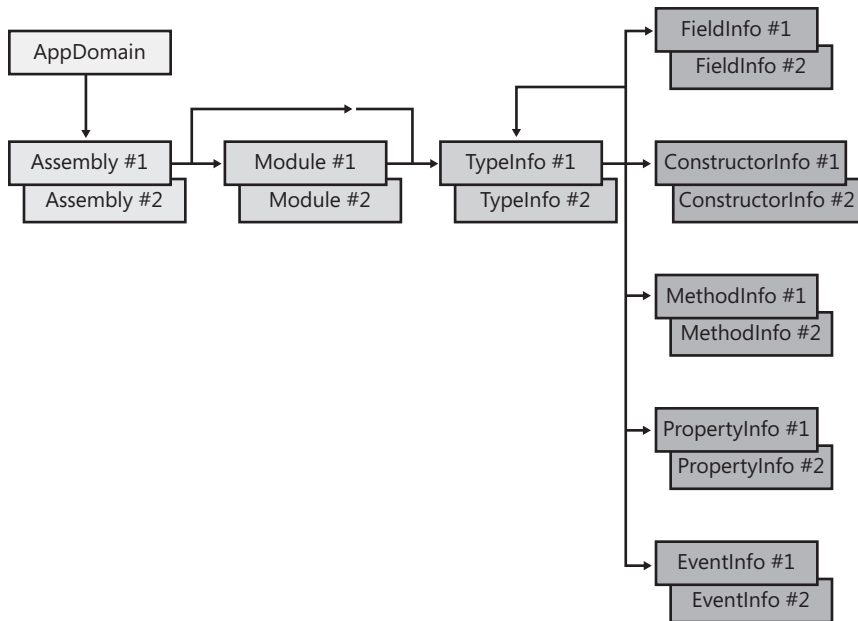 AppDomain
Assembly #1
Assembly #2
Module #1
Module #2
TypeInfo #1
TypeInfo #2
FieldInfo #1
FieldInfo #2
ConstructorInfo #1
ConstructorInfo #2
MethodInfo #1
MethodInfo #2
PropertyInfo #1
PropertyInfo #2
EventInfo #1
EventInfo #2